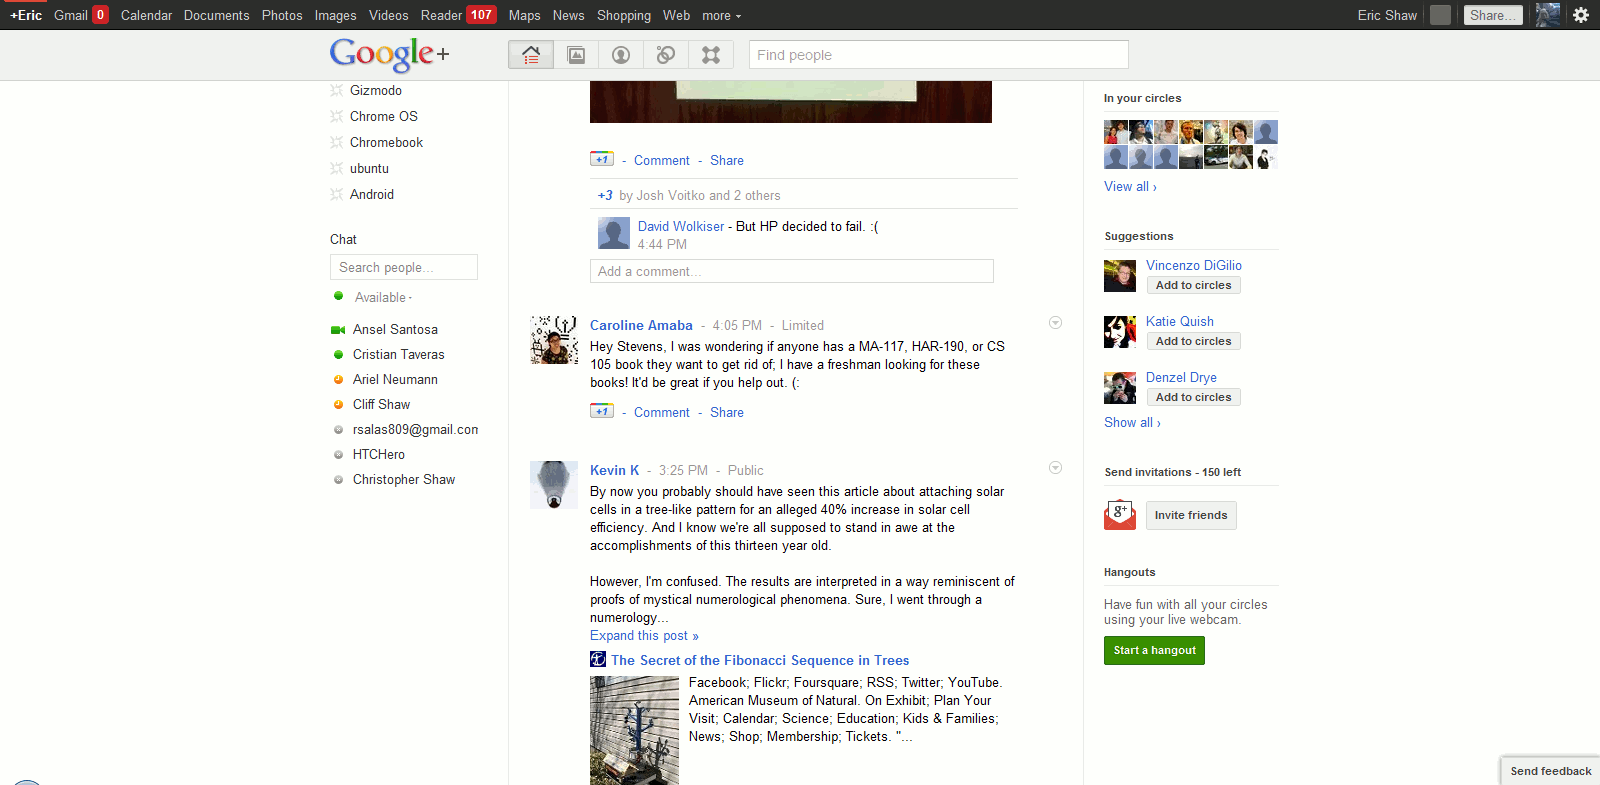 +Eric Gmail 0 Calendar Documents Photos Images Videos Reader 107 Maps News Shopping Web more Eric Shaw Share...
Google+ Find people
Gizmodo
Chrome OS
Chromebook
ubuntu
Android
Chat
Search people...
Available
Ansel Santosa
Cristian Taveras
Ariel Neumann
Cliff Shaw
rsalas809@gmail.con
HTCHero
Christopher Shaw
+1 - Comment - Share
+3 by Josh Voitko and 2 others
David Wolkiser - But HP decided to fail. :(
4:44 PM
Add a comment...
Caroline Amaba - 4:05 PM - Limited
Hey Stevens, I was wondering if anyone has a MA-117, HAR-190, or CS
105 book they want to get rid of; I have a freshman looking for these
books! It'd be great if you help out. (:
+1 - Comment - Share
Kevin K - 3:25 PM - Public
By now you probably should have seen this article about attaching solar
cells in a tree-like pattern for an alleged 40% increase in solar cell
efficiency. And I know we're all supposed to stand in awe at the
accomplishments of this thirteen year old.
However, I'm confused. The results are interpreted in a way reminiscent of
proofs of mystical numerological phenomena. Sure, I went through a
numerology...
Expand this post »
The Secret of the Fibonacci Sequence in Trees
Facebook; Flickr; Foursquare; RSS; Twitter; YouTube.
American Museum of Natural. On Exhibit; Plan Your
Visit; Calendar; Science; Education; Kids & Families;
News; Shop; Membership; Tickets. "...
In your circles
View all ›
Suggestions
Vincenzo DiGilio
Add to circles
Katie Quish
Add to circles
Denzel Drye
Add to circles
Show all ›
Send invitations - 150 left
g+ Invite friends
Hangouts
Have fun with all your circles
using your live webcam.
Start a hangout
Send feedback